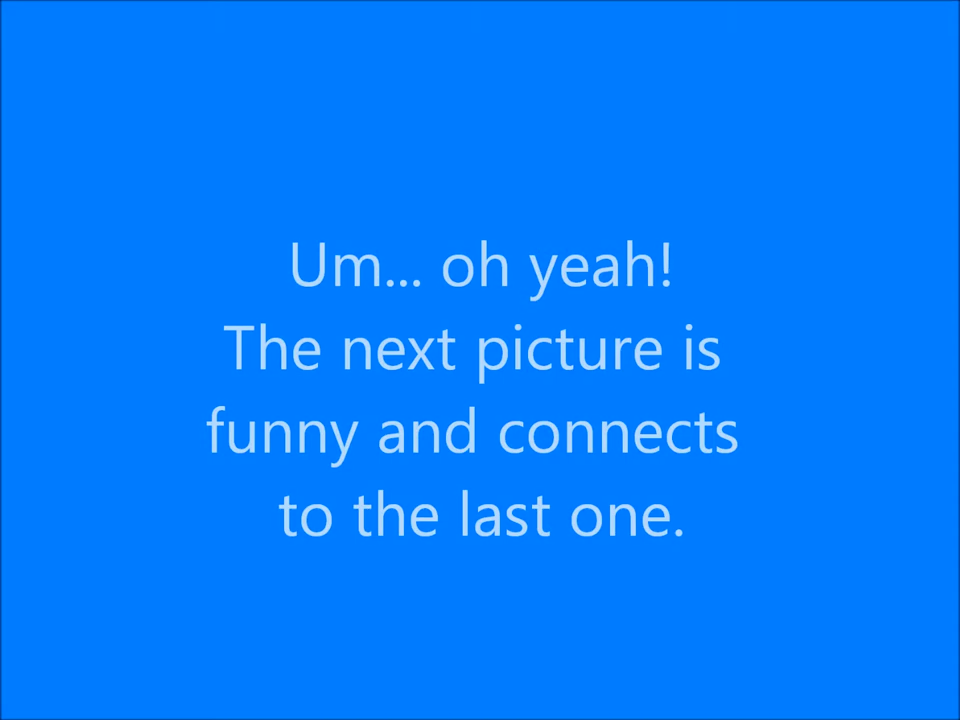 Um... oh yeah!
The next picture is
funny and connects
to the last one.